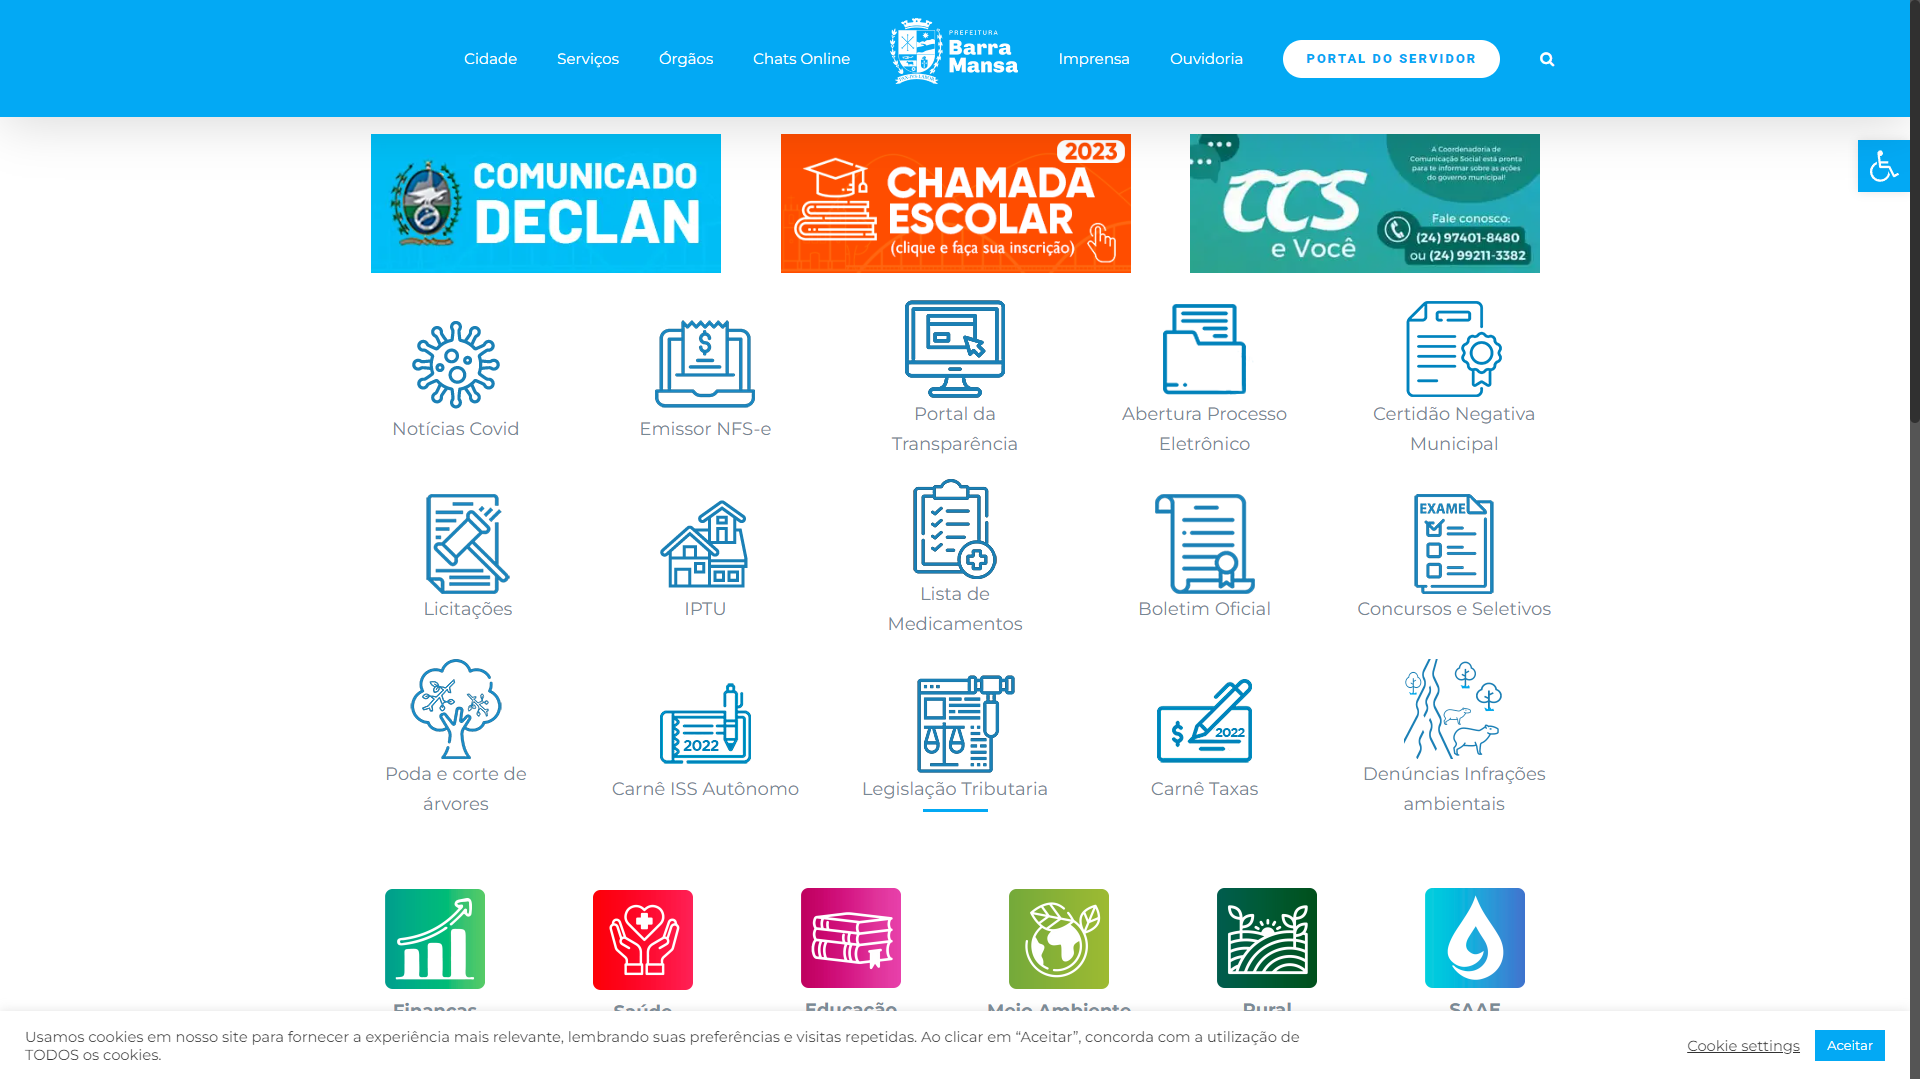 Cidade
Serviços
Órgãos
Chats Online
PREFEITURA
Barra
Mansa
Imprensa
Ouvidoria
PORTAL DO SERVIDOR
COMUNICADO
DECLAN
2023
CHAMADA
ESCOLAR
(clique e faça sua inscrição)
A Coordenadoria de
Comunicação Social está pronta
para te informar sobre as ações
do governo municipal!
CCS
e Você
Fale conosco:
(24) 97401-8480
ou (24) 99211-3382
Notícias Covid
Emissor NFS-e
Portal da
Transparência
Abertura Processo
Eletrônico
Certidão Negativa
Municipal
Licitações
IPTU
Lista de
Medicamentos
Boletim Oficial
EXAME
Concursos e Seletivos
Poda e corte de
árvores
2022
Carnê ISS Autônomo
Legislação Tributaria
$ 2022
Carnê Taxas
Denúncias Infrações
ambientais
Finanças
Saúde
Educação
Meio Ambiente
Rural
SAAE
Usamos cookies em nosso site para fornecer a experiência mais relevante, lembrando suas preferências e visitas repetidas. Ao clicar em “Aceitar”, concorda com a utilização de
TODOS os cookies.
Cookie settings
Aceitar